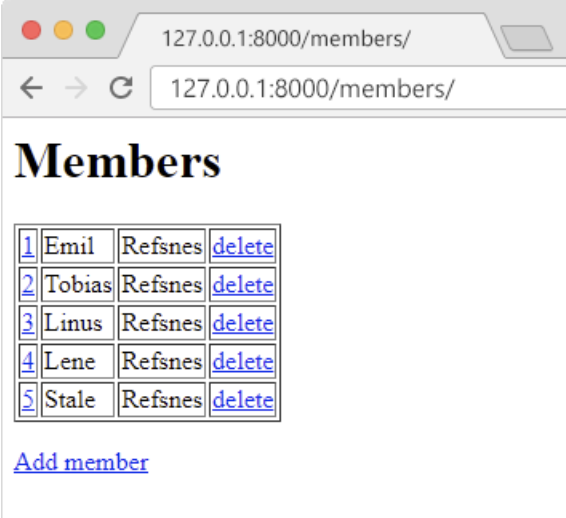 127.0.0.1:8000/members/
127.0.0.1:8000/members/
Members
1 Emil Refsnes delete
2 Tobias Refsnes delete
3 Linus Refsnes delete
4 Lene Refsnes delete
5 Stale Refsnes delete
Add member